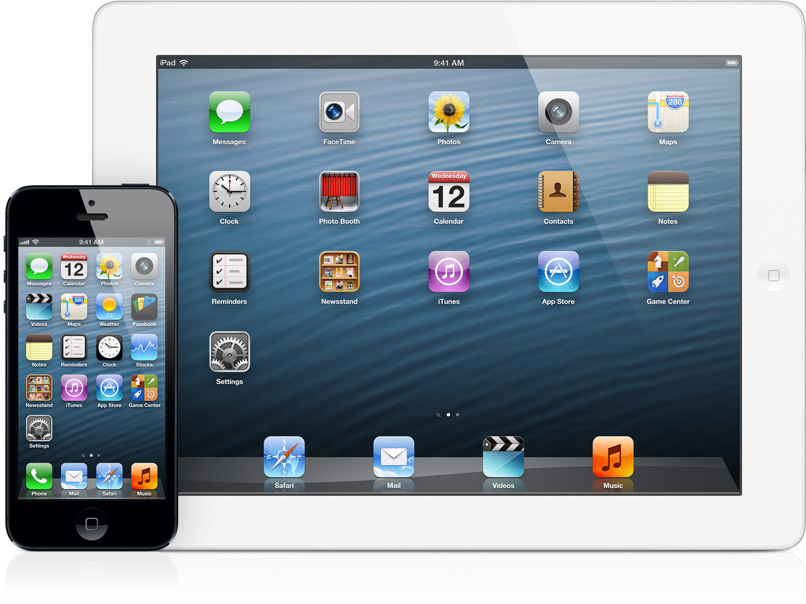 iPad 9:41 AM
Messages FaceTime Photos Camera Maps
280
Clock Photo Booth Calendar Contacts Notes
Wednesday
12
Reminders Newsstand iTunes App Store Game Center
Settings
Safari Mail Videos Music
9:41 AM
Messages Calendar Photos Camera
Wednesday
12
Videos Maps Weather Passbook
280
Notes Reminders Clock Stocks
Newsstand iTunes App Store Game Center
Settings
Phone Mail Safari Music